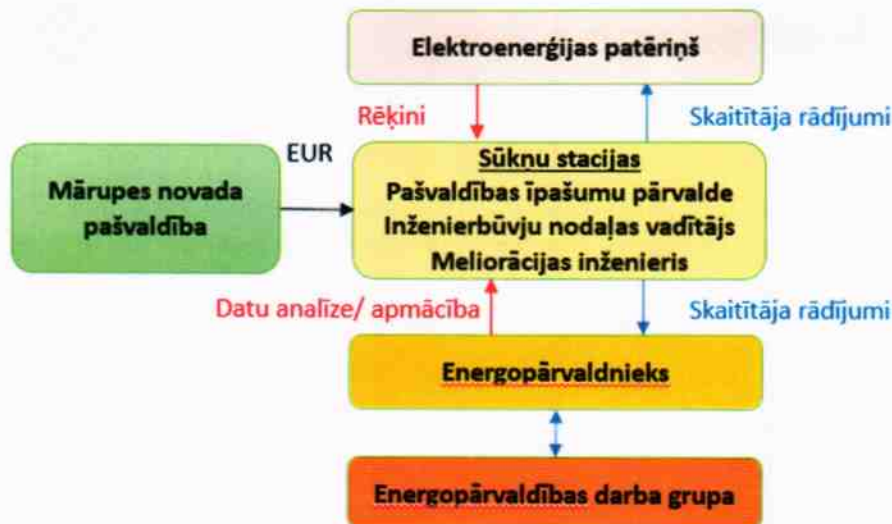 Elektroenerģijas patēriņš
Rēķini
Skaitītāja rādījumi
EUR
Mārupes novada
pašvaldība
Sūkņu stacijas
Pašvaldības īpašumu pārvalde
Inženierbūvju nodaļas vadītājs
Meliorācijas inženieris
Datu analīze/ apmācība
Skaitītāja rādījumi
Energopārvaldnieks
Energopārvaldības darba grupa